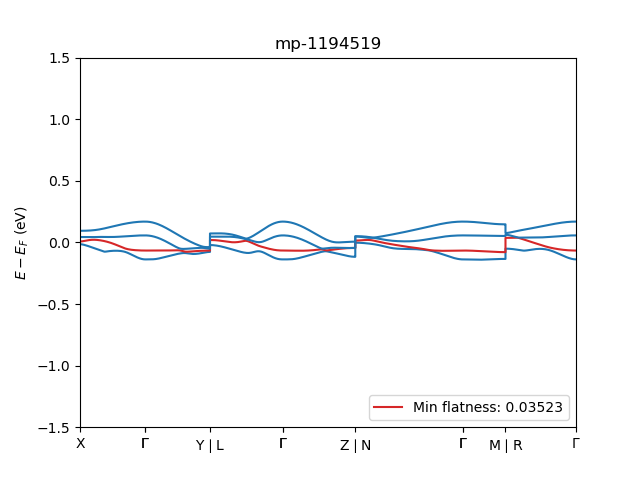 mp-1194519
E − E_F (eV)
1.5
1.0
0.5
0.0
−0.5
−1.0
−1.5
Min flatness: 0.03523
X Γ Y | L Γ Z | N Γ M | R Γ